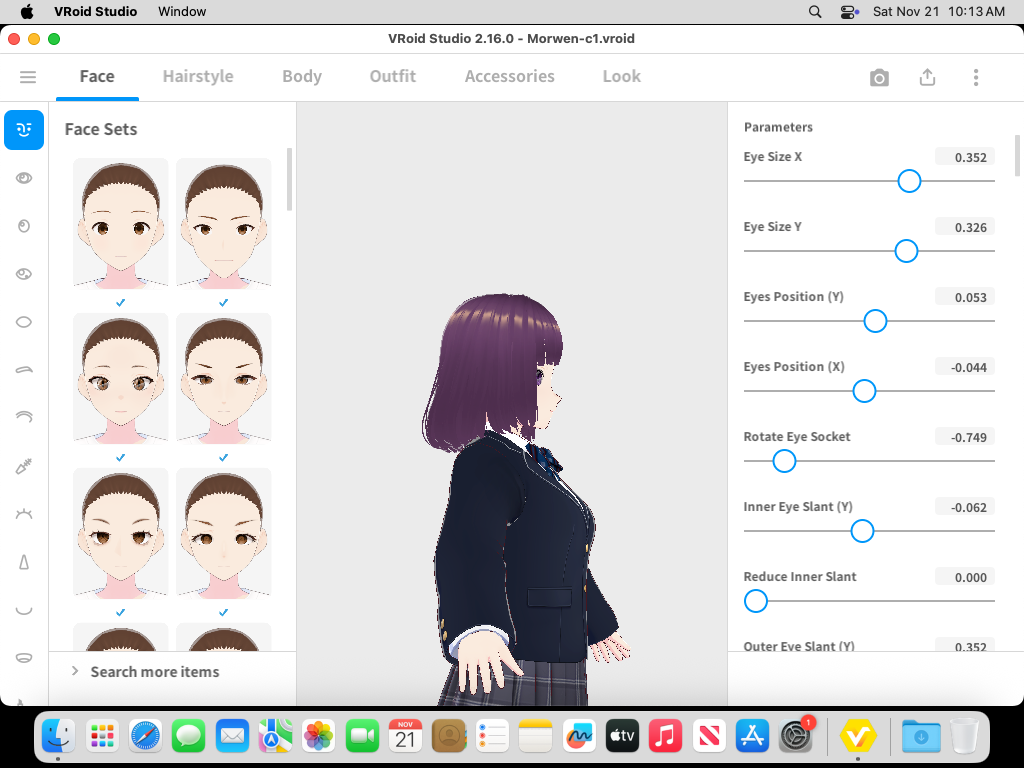 VRoid Studio Window Sat Nov 21 10:13 AM
VRoid Studio 2.16.0 - Morwen-c1.vroid
Face Hairstyle Body Outfit Accessories Look
Face Sets
Search more items
Parameters
Eye Size X 0.352
Eye Size Y 0.326
Eyes Position (Y) 0.053
Eyes Position (X) -0.044
Rotate Eye Socket -0.749
Inner Eye Slant (Y) -0.062
Reduce Inner Slant 0.000
Outer Eye Slant (Y) 0.352
NOV
21
tv
1